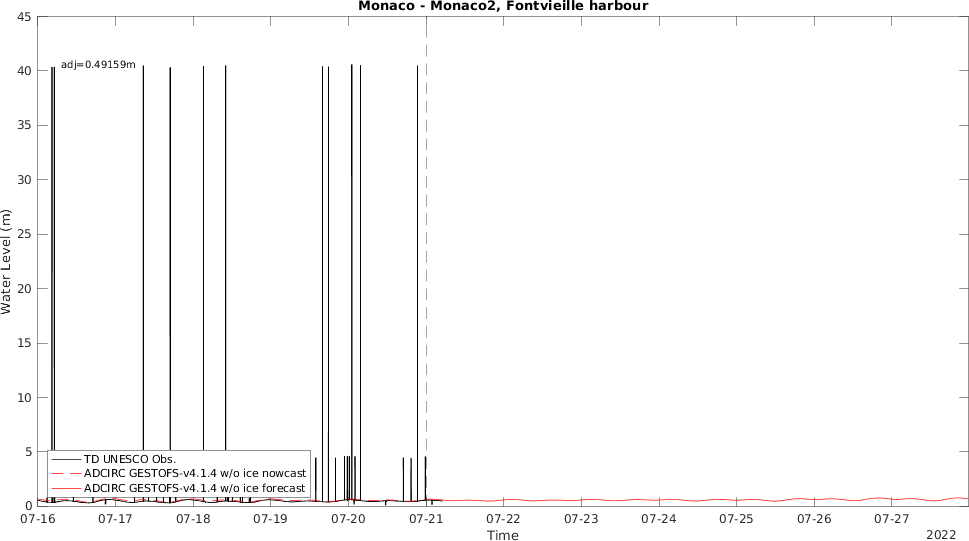 Monaco - Monaco2, Fontvieille harbour
45
40
35
30
25
20
15
10
5
0
Water Level (m)
adj=0.49159m
TD UNESCO Obs.
ADCIRC GESTOFS-v4.1.4 w/o ice nowcast
ADCIRC GESTOFS-v4.1.4 w/o ice forecast
07-16 07-17 07-18 07-19 07-20 07-21 07-22 07-23 07-24 07-25 07-26 07-27
Time
2022